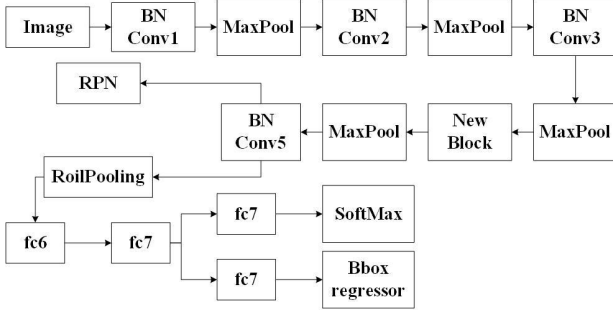 Image
BN
Conv1
MaxPool
BN
Conv2
MaxPool
BN
Conv3
RPN
BN
Conv5
MaxPool
New
Block
MaxPool
RoilPooling
fc6
fc7
fc7
SoftMax
fc7
Bbox
regressor